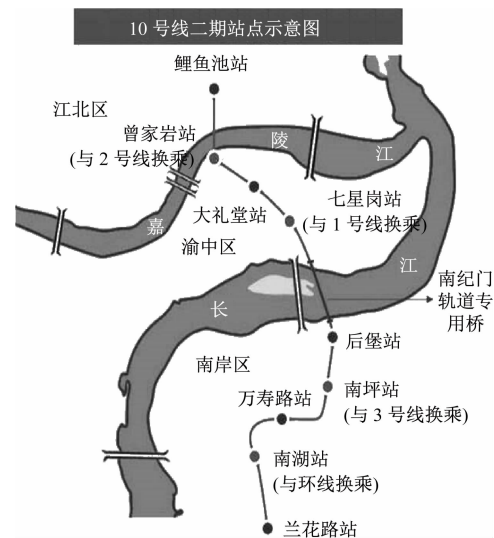 10号线二期站点示意图
鲤鱼池站
江北区
曾家岩站
(与2号线换乘)
陵
江
七星岗站
(与1号线换乘)
大礼堂站
嘉
渝中区
江
南纪门
轨道专
用桥
长
后堡站
南岸区
南坪站
(与3号线换乘)
万寿路站
南湖站
(与环线换乘)
兰花路站